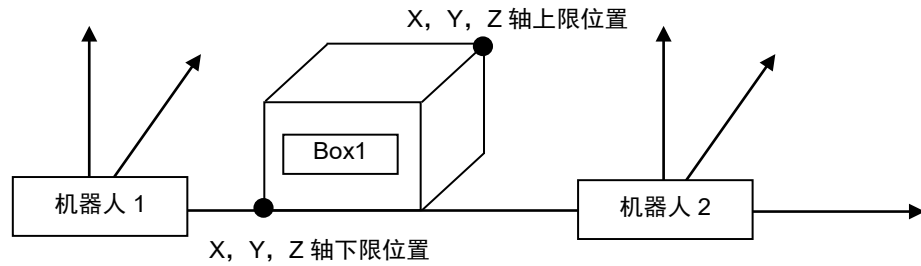 X，Y，Z 轴上限位置
Box1
机器人 1
机器人 2
X，Y，Z 轴下限位置